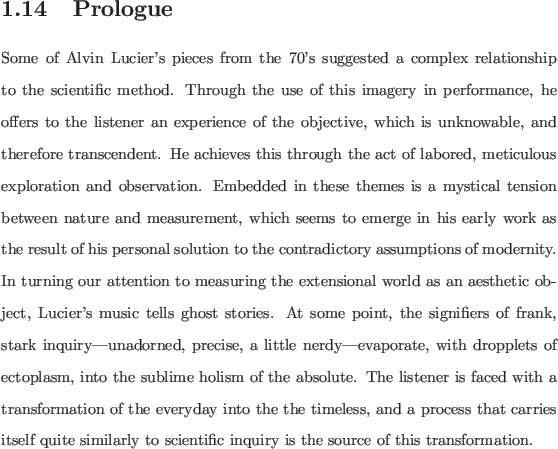 1.14 Prologue
Some of Alvin Lucier's pieces from the 70's suggested a complex relationship
to the scientific method. Through the use of this imagery in performance, he
offers to the listener an experience of the objective, which is unknowable, and
therefore transcendent. He achieves this through the act of labored, meticulous
exploration and observation. Embedded in these themes is a mystical tension
between nature and measurement, which seems to emerge in his early work as
the result of his personal solution to the contradictory assumptions of modernity.
In turning our attention to measuring the extensional world as an aesthetic ob-
ject, Lucier's music tells ghost stories. At some point, the signifiers of frank,
stark inquiry—unadorned, precise, a little nerdy—evaporate, with dropplets of
ectoplasm, into the sublime holism of the absolute. The listener is faced with a
transformation of the everyday into the the timeless, and a process that carries
itself quite similarly to scientific inquiry is the source of this transformation.